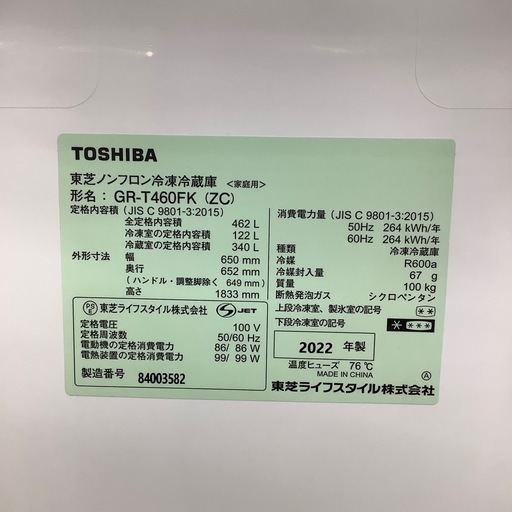 TOSHIBA
東芝ノンフロン冷凍冷蔵庫 <家庭用>
形名：GR-T460FK (ZC)
定格内容積 (JIS C 9801-3:2015)
全定格内容積 462 L
冷凍室の定格内容積 122 L
冷蔵室の定格内容積 340 L
外形寸法 幅 650 mm
奥行 652 mm
(ハンドル・調整脚除く 649 mm)
高さ 1833 mm
PSE 東芝ライフスタイル株式会社 S JET
定格電圧 100 V
定格周波数 50/60 Hz
電動機の定格消費電力 86/ 86 W
電熱装置の定格消費電力 99/ 99 W
製造番号 84003582
消費電力量 (JIS C 9801-3:2015)
50Hz 264 kWh/年
60Hz 264 kWh/年
種類 冷凍冷蔵庫
冷媒 R600a
冷媒封入量 67 g
質量 100 kg
断熱発泡ガス シクロペンタン
上段冷凍室、製氷室の記号 ***
下段冷凍室の記号 * ***
2022 年製
温度ヒューズ 76℃
MADE IN CHINA
東芝ライフスタイル株式会社 A